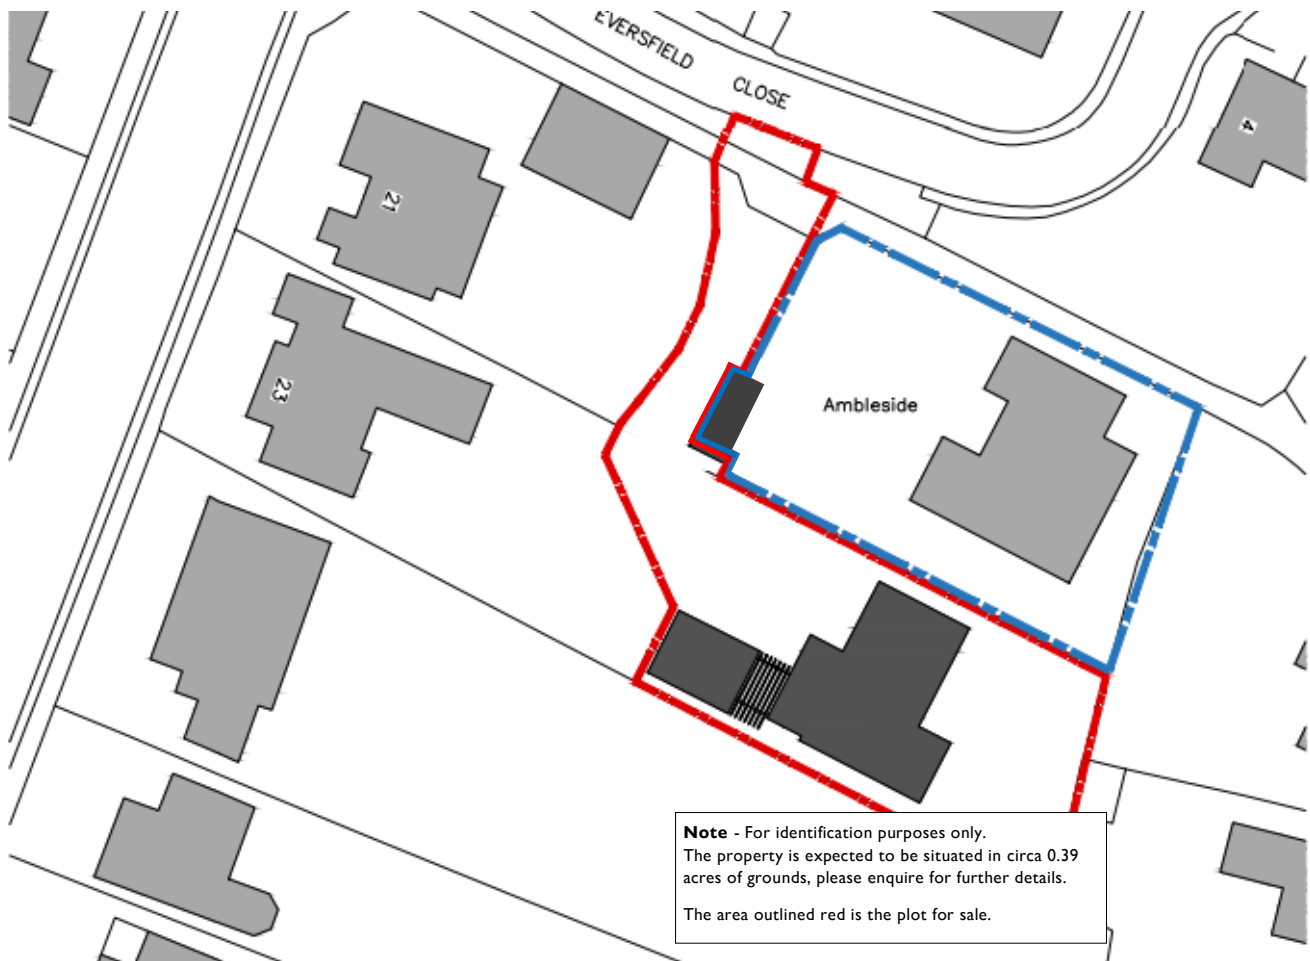 EVERSFIELD CLOSE
4
21
23
Ambleside
Note - For identification purposes only.
The property is expected to be situated in circa 0.39
acres of grounds, please enquire for further details.
The area outlined red is the plot for sale.